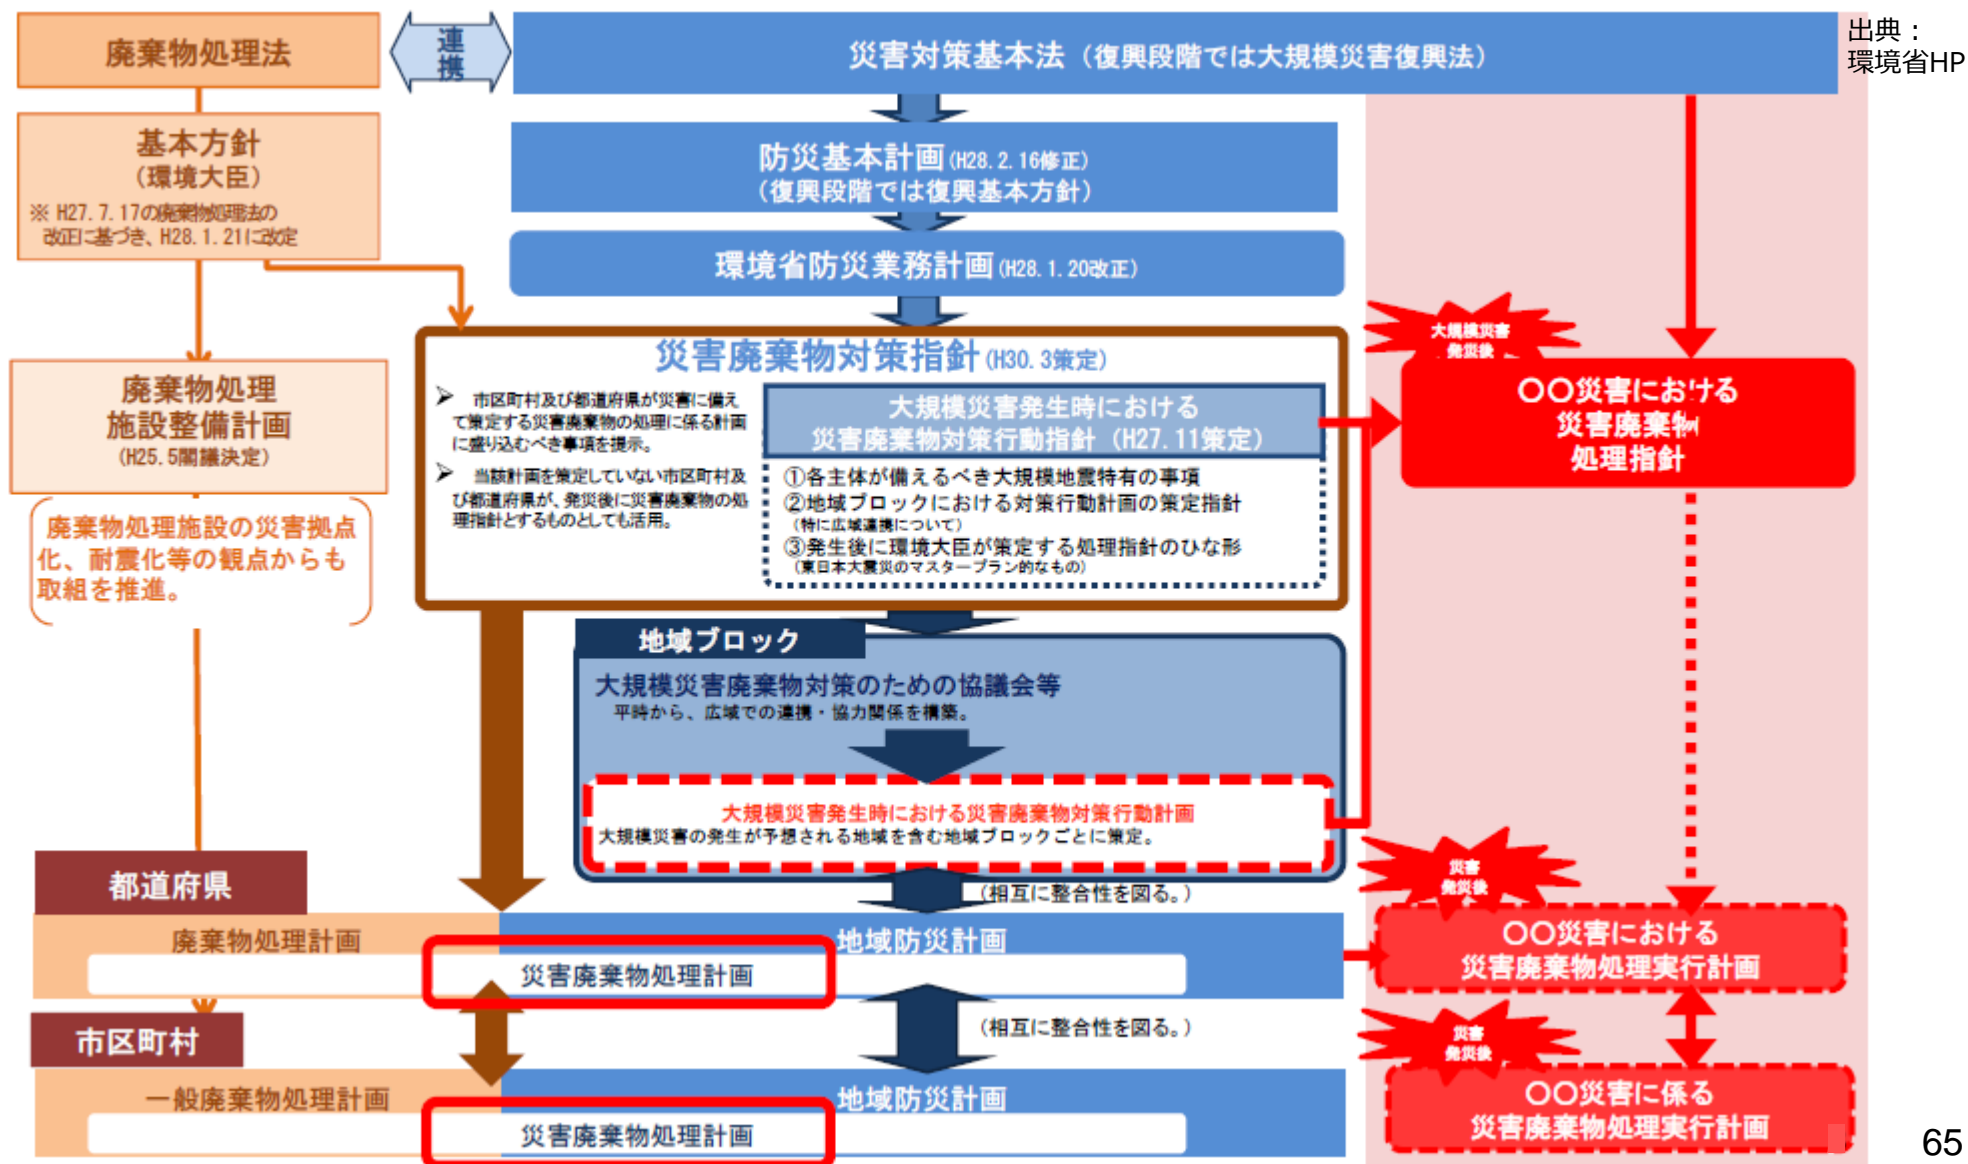 廃棄物処理法
連携
災害対策基本法（復興段階では大規模災害復興法）
出典：
環境省HP
基本方針
（環境大臣）
※ H27.7.17の廃棄物処理法の
改正に基づき、H28.1.21に改定
防災基本計画(H28.2.16修正)
（復興段階では復興基本方針）
環境省防災業務計画(H28.1.20改正)
廃棄物処理
施設整備計画
(H25.5閣議決定)
廃棄物処理施設の災害拠点
化、耐震化等の観点からも
取組を推進。
災害廃棄物対策指針(H30.3策定)
➢ 市区町村及び都道府県が災害に備え
て策定する災害廃棄物の処理に係る計画
に盛り込むべき事項を提示。
➢ 当該計画を策定していない市区町村及
び都道府県が、発災後に災害廃棄物の処
理指針とするものとしても活用。
大規模災害発生時における
災害廃棄物対策行動指針（H27.11策定）
①各主体が備えるべき大規模地震特有の事項
②地域ブロックにおける対策行動計画の策定指針
（特に広域連携について）
③発生後に環境大臣が策定する処理指針のひな形
（東日本大震災のマスタープラン的なもの）
大規模災害
発災後
〇〇災害における
災害廃棄物
処理指針
地域ブロック
大規模災害廃棄物対策のための協議会等
平時から、広域での連携・協力関係を構築。
大規模災害発生時における災害廃棄物対策行動計画
大規模災害の発生が予想される地域を含む地域ブロックごとに策定。
（相互に整合性を図る。）
都道府県
廃棄物処理計画
地域防災計画
災害廃棄物処理計画
災害
発災後
〇〇災害における
災害廃棄物処理実行計画
（相互に整合性を図る。）
市区町村
一般廃棄物処理計画
地域防災計画
災害廃棄物処理計画
災害
発災後
〇〇災害に係る
災害廃棄物処理実行計画
65